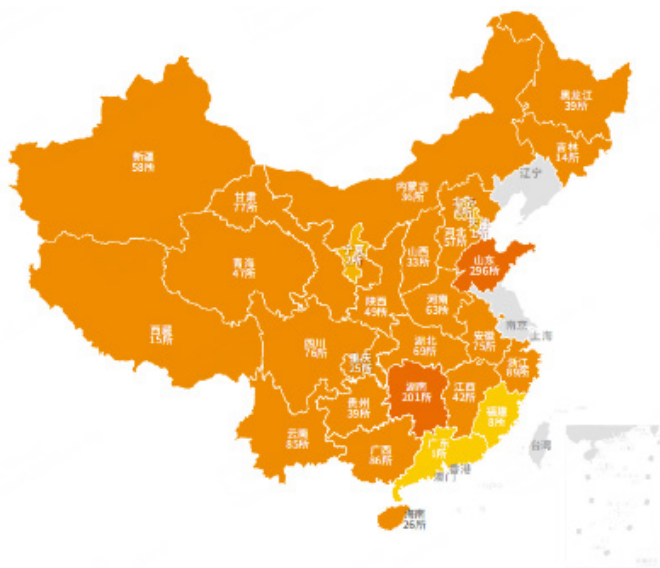 黑龙江
39所
吉林
14所
辽宁
新疆
58所
内蒙古
36所
甘肃
77所
河北
57所
宁夏
山西
33所
山东
296所
青海
47所
陕西
49所
河南
63所
南京
上海
安徽
75所
西藏
15所
四川
76所
湖北
69所
重庆
25所
浙江
89所
湖南
201所
江西
42所
贵州
39所
福建
8所
云南
85所
广西
86所
广东
1所
台湾
香港
澳门
海南
26所